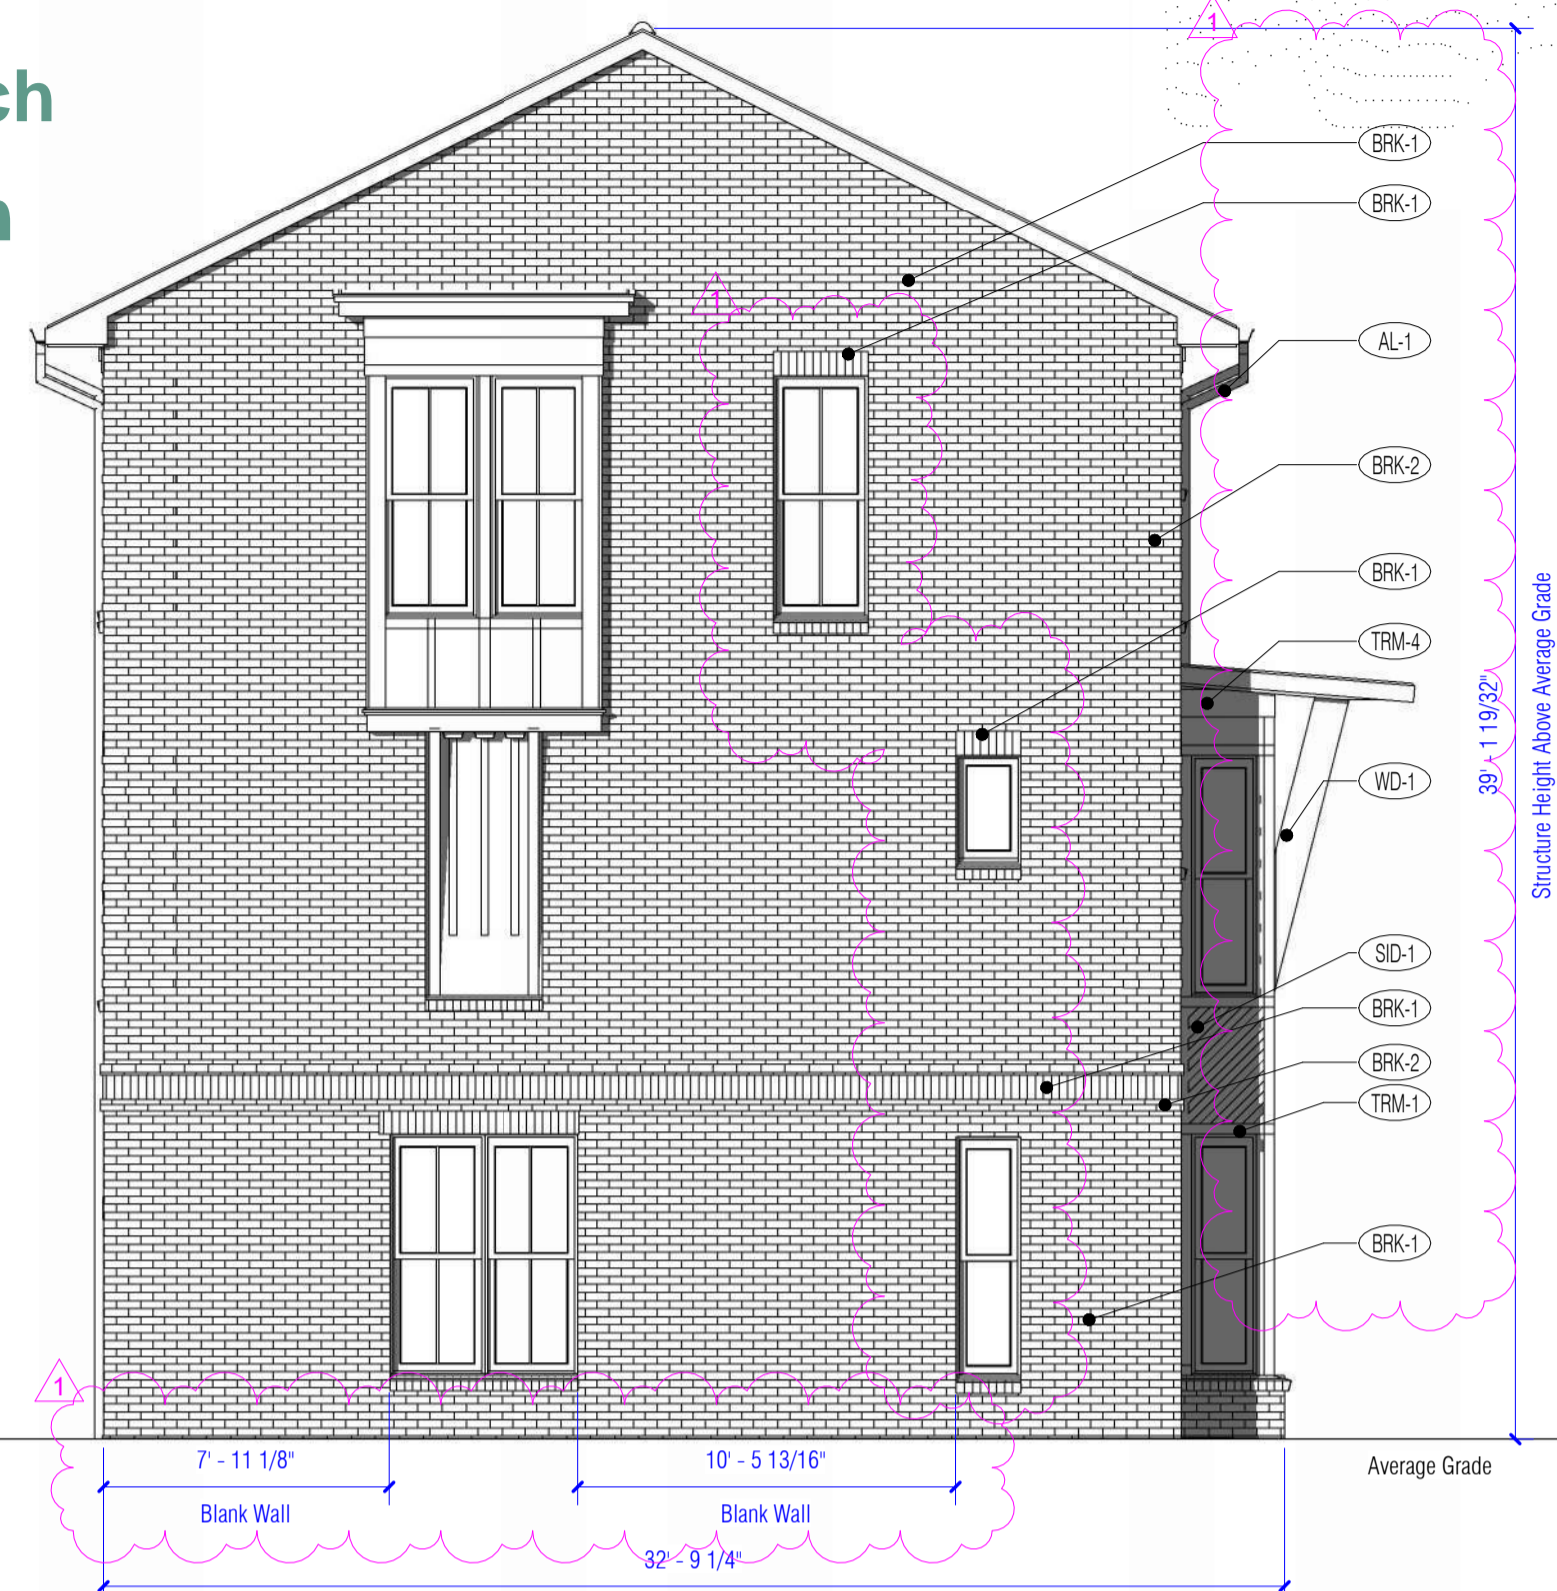 1
ch
BRK-1
BRK-1
n
1
AL-1
BRK-2
BRK-1
TRM-4
39' - 1 19/32"
Structure Height Above Average Grade
WD-1
SID-1
BRK-1
BRK-2
TRM-1
BRK-1
1
7' - 11 1/8"
10' - 5 13/16"
Average Grade
Blank Wall
Blank Wall
32' - 9 1/4"